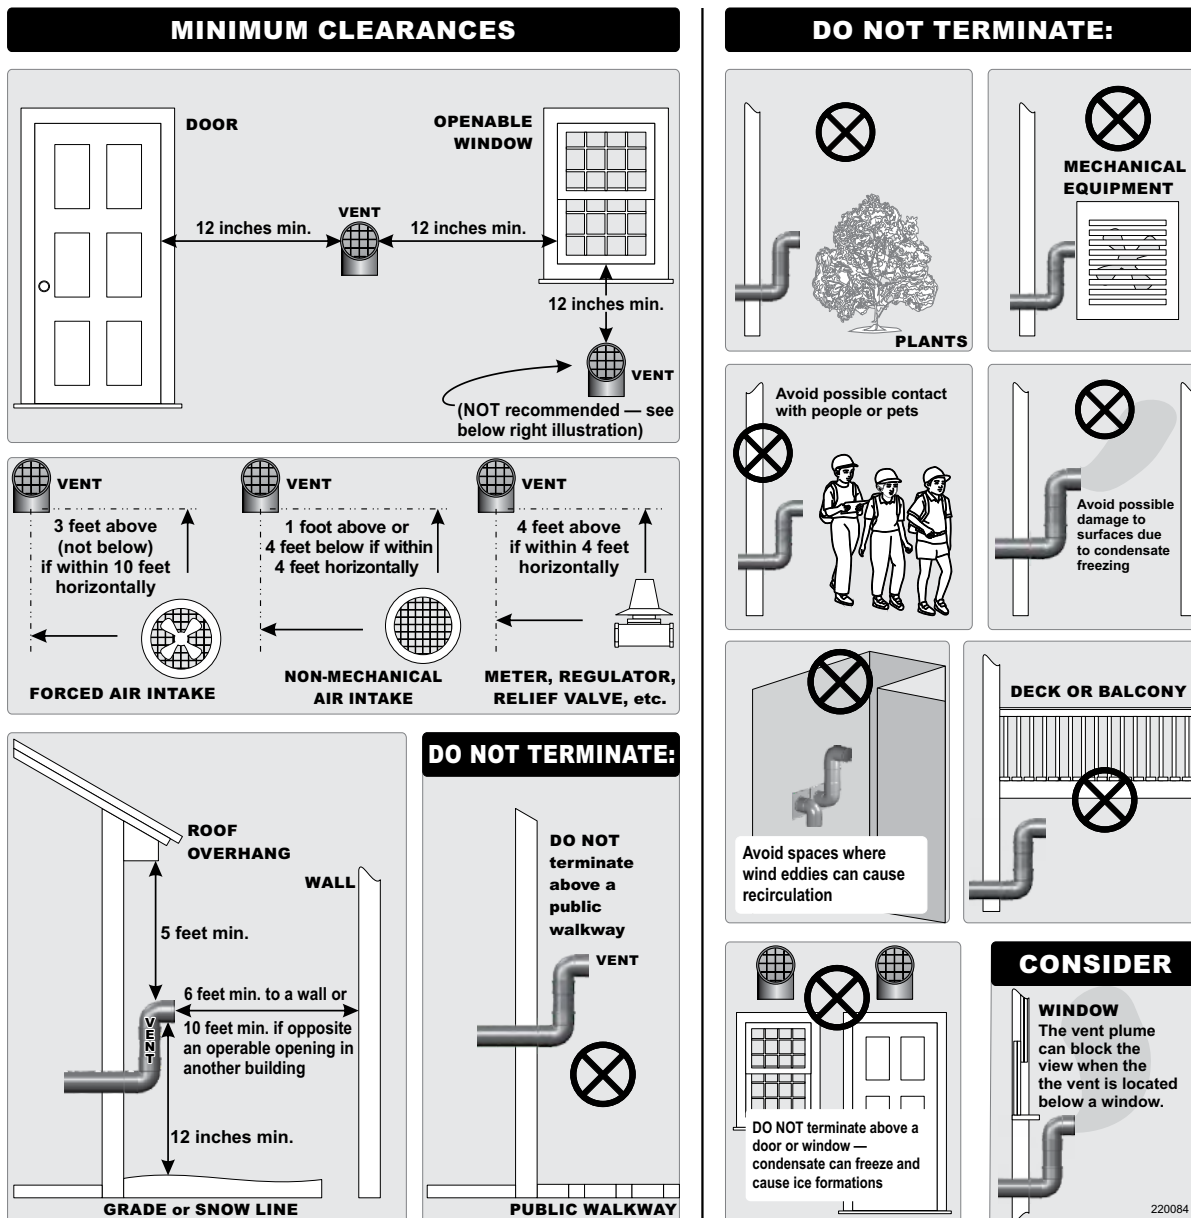 MINIMUM CLEARANCES
DOOR
OPENABLE
WINDOW
VENT
12 inches min.
12 inches min.
12 inches min.
VENT
(NOT recommended — see
below right illustration)
VENT
3 feet above
(not below)
if within 10 feet
horizontally
FORCED AIR INTAKE
VENT
1 foot above or
4 feet below if within
4 feet horizontally
NON-MECHANICAL
AIR INTAKE
VENT
4 feet above
if within 4 feet
horizontally
METER, REGULATOR,
RELIEF VALVE, etc.
ROOF
OVERHANG
WALL
5 feet min.
6 feet min. to a wall or
10 feet min. if opposite
an operable opening in
another building
VENT
12 inches min.
GRADE or SNOW LINE
DO NOT TERMINATE:
DO NOT
terminate
above a
public
walkway
VENT
PUBLIC WALKWAY
DO NOT TERMINATE:
PLANTS
MECHANICAL
EQUIPMENT
Avoid possible contact
with people or pets
Avoid possible
damage to
surfaces due
to condensate
freezing
Avoid spaces where
wind eddies can cause
recirculation
DECK OR BALCONY
DO NOT terminate above a
door or window —
condensate can freeze and
cause ice formations
CONSIDER
WINDOW
The vent plume
can block the
view when the
the vent is located
below a window.
220084